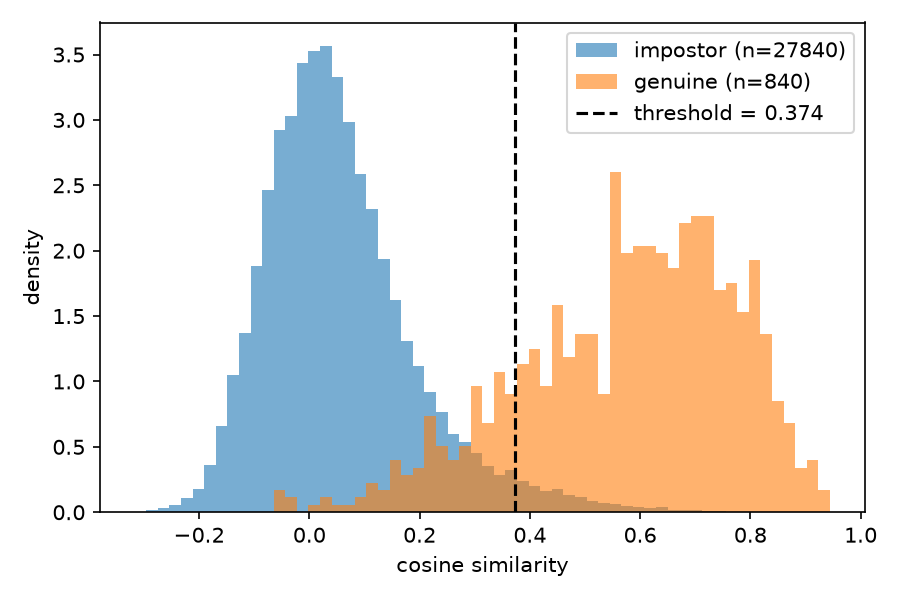 impostor (n=27840)
genuine (n=840)
threshold = 0.374
density
3.5
3.0
2.5
2.0
1.5
1.0
0.5
0.0
−0.2 0.0 0.2 0.4 0.6 0.8 1.0
cosine similarity